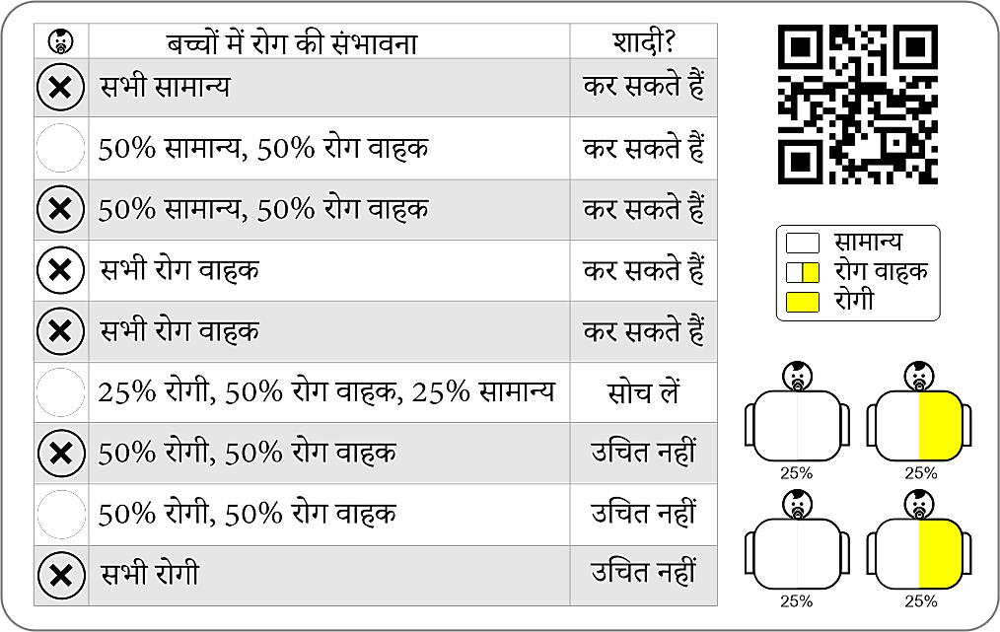 बच्चों में रोग की संभावना शादी?
सभी सामान्य कर सकते हैं
50% सामान्य, 50% रोग वाहक कर सकते हैं
50% सामान्य, 50% रोग वाहक कर सकते हैं
सभी रोग वाहक कर सकते हैं
सभी रोग वाहक कर सकते हैं
25% रोगी, 50% रोग वाहक, 25% सामान्य सोच लें
50% रोगी, 50% रोग वाहक उचित नहीं
50% रोगी, 50% रोग वाहक उचित नहीं
सभी रोगी उचित नहीं
सामान्य
रोग वाहक
रोगी
25% 25%
25% 25%